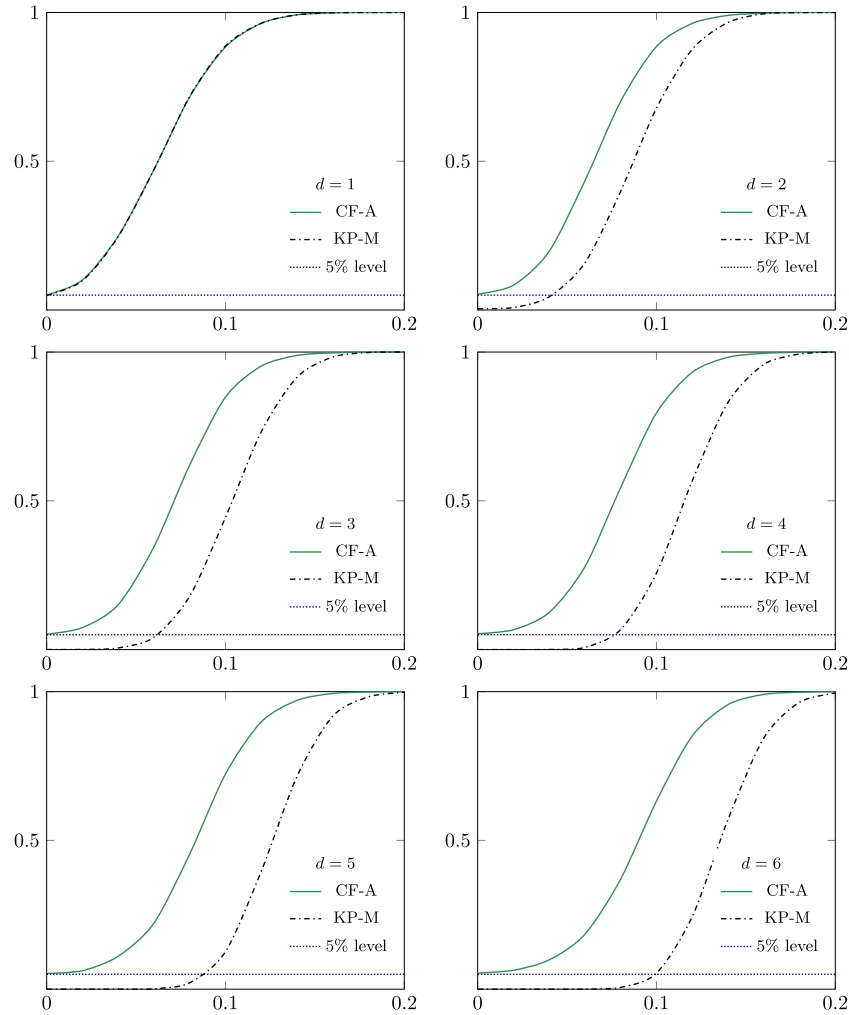 1
0.5
d = 1
CF-A
KP-M
5% level
0 0.1 0.2
1
0.5
d = 2
CF-A
KP-M
5% level
0 0.1 0.2
1
0.5
d = 3
CF-A
KP-M
5% level
0 0.1 0.2
1
0.5
d = 4
CF-A
KP-M
5% level
0 0.1 0.2
1
0.5
d = 5
CF-A
KP-M
5% level
0 0.1 0.2
1
0.5
d = 6
CF-A
KP-M
5% level
0 0.1 0.2